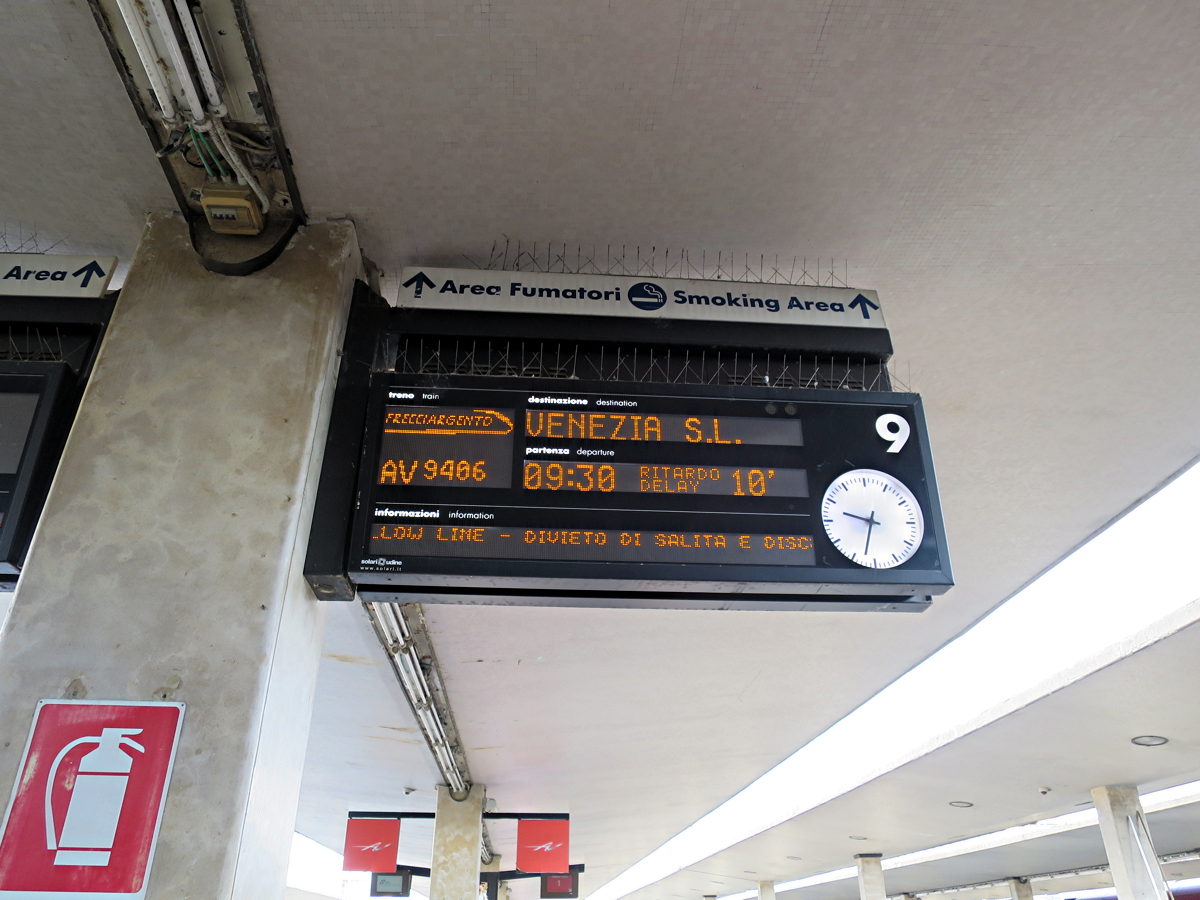 Area
Area Fumatori Smoking Area
treno train
destinazione destination
FRECCIARGENTO
VENEZIA S.L.
9
partenza departure
AV 9406
09:30 RITARDO DELAY 10'
informazioni information
LOW LINE - DIVIETO DI SALITA E DISC
solari udine
www.solari.it
1